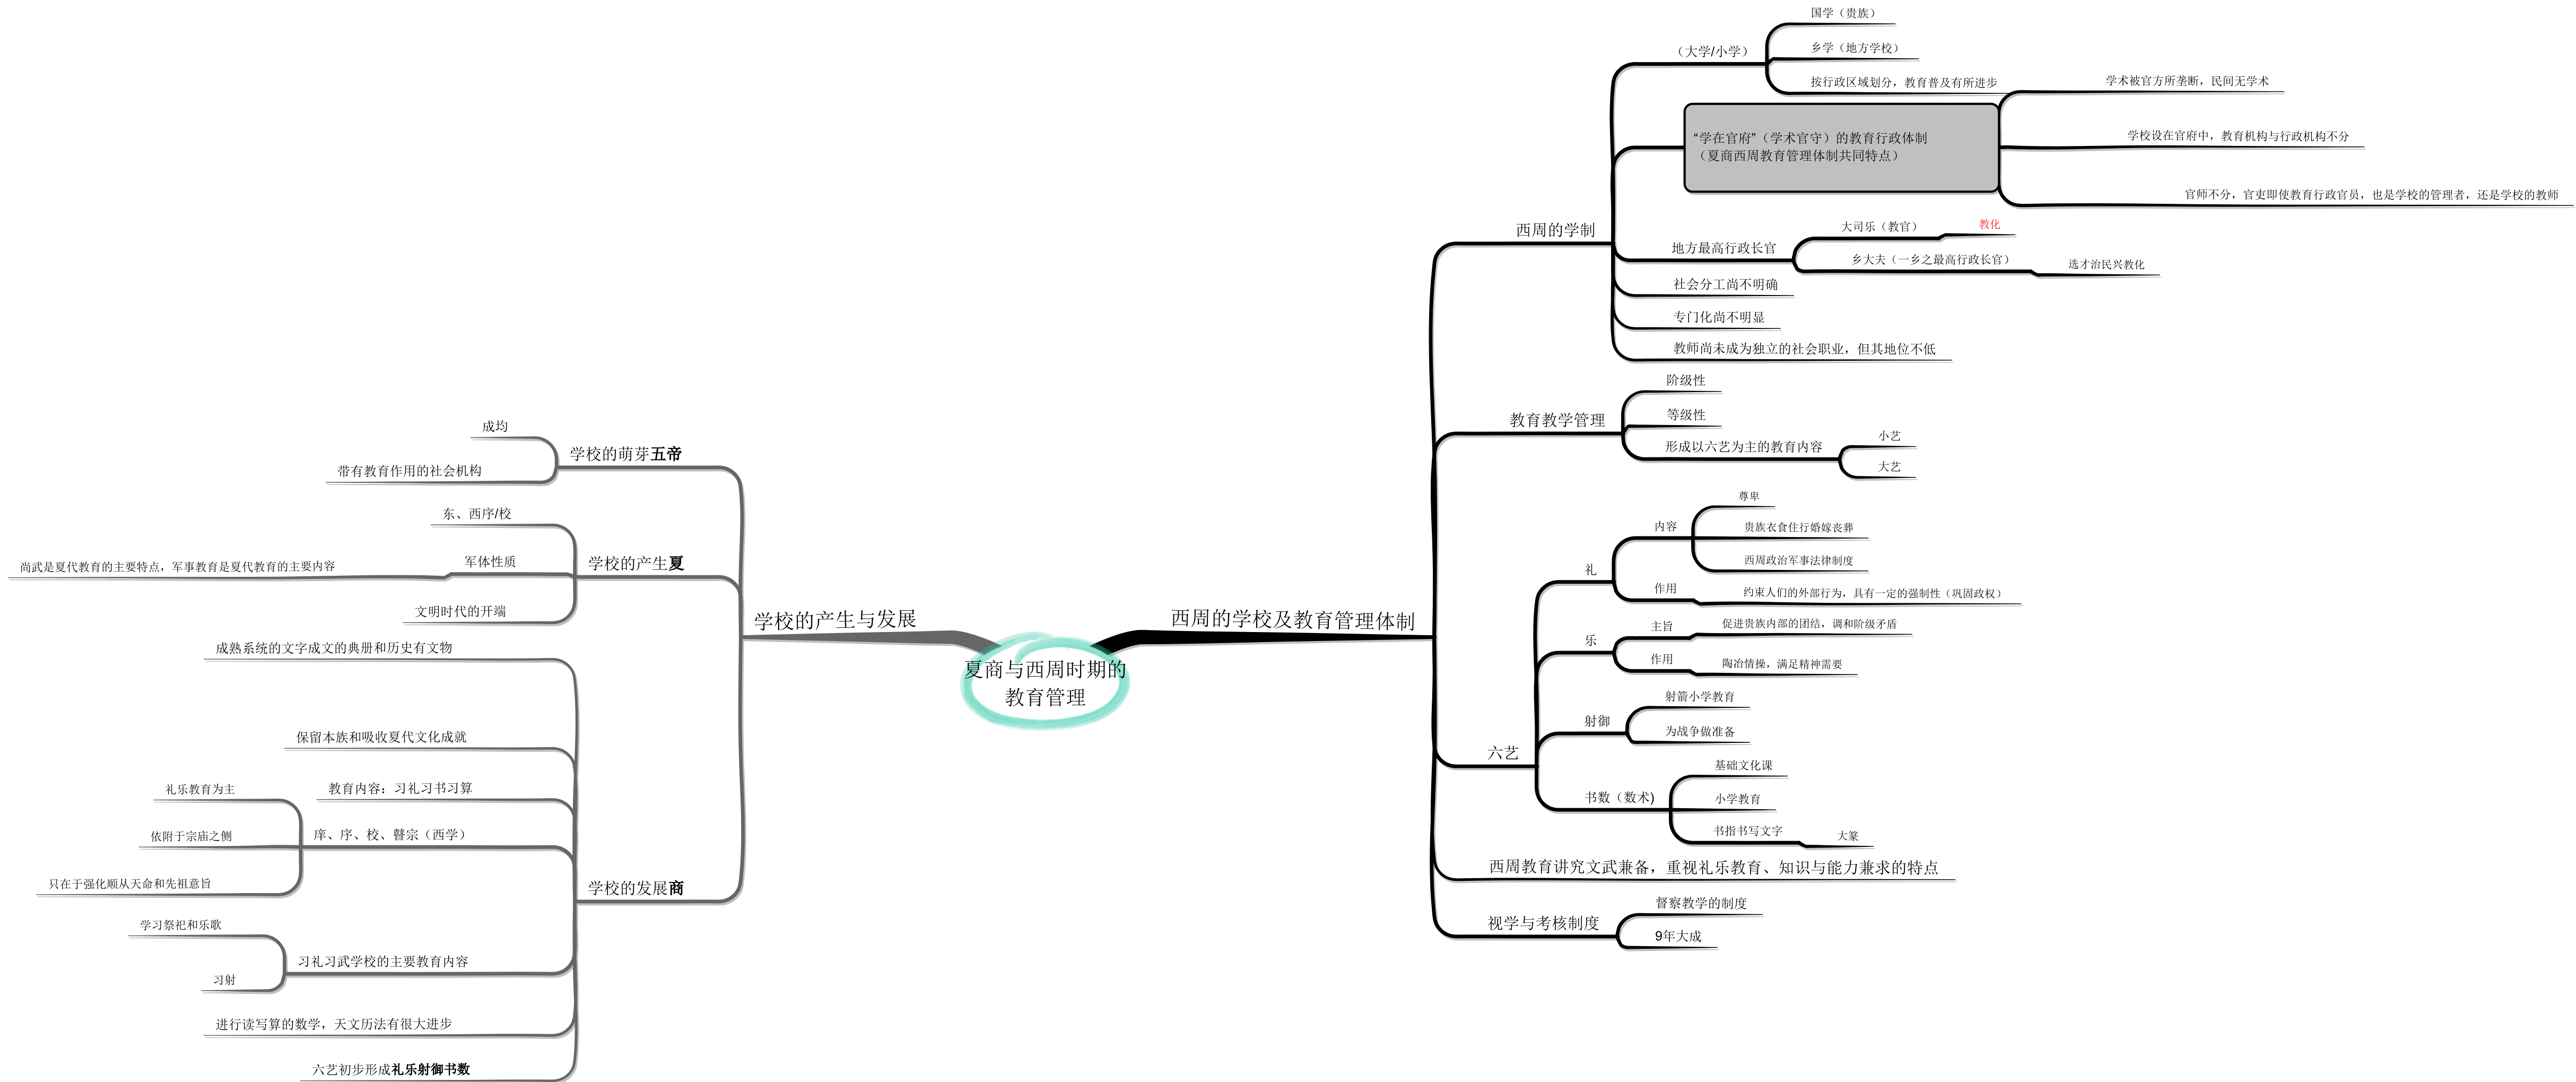 夏商与西周时期的
教育管理
学校的产生与发展
学校的萌芽五帝
成均
带有教育作用的社会机构
学校的产生夏
东、西序/校
军体性质
尚武是夏代教育的主要特点，军事教育是夏代教育的主要内容
文明时代的开端
学校的发展商
成熟系统的文字成文的典册和历史有文物
保留本族和吸收夏代文化成就
教育内容：习礼习书习算
庠、序、校、瞽宗（西学）
礼乐教育为主
依附于宗庙之侧
只在于强化顺从天命和先祖意旨
习礼习武学校的主要教育内容
学习祭祀和乐歌
习射
进行读写算的数学，天文历法有很大进步
六艺初步形成礼乐射御书数
西周的学校及教育管理体制
西周的学制
（大学/小学）
国学（贵族）
乡学（地方学校）
按行政区域划分，教育普及有所进步
“学在官府”（学术官守）的教育行政体制
（夏商西周教育管理体制共同特点）
学术被官方所垄断，民间无学术
学校设在官府中，教育机构与行政机构不分
官师不分，官吏即使教育行政官员，也是学校的管理者，还是学校的教师
地方最高行政长官
大司乐（教官）
教化
乡大夫（一乡之最高行政长官）
选才治民兴教化
社会分工尚不明确
专门化尚不明显
教师尚未成为独立的社会职业，但其地位不低
教育教学管理
阶级性
等级性
形成以六艺为主的教育内容
小艺
大艺
六艺
礼
内容
尊卑
贵族衣食住行婚嫁丧葬
西周政治军事法律制度
作用
约束人们的外部行为，具有一定的强制性（巩固政权）
乐
主旨
促进贵族内部的团结，调和阶级矛盾
作用
陶冶情操，满足精神需要
射御
射箭小学教育
为战争做准备
书数（数术)
基础文化课
小学教育
书指书写文字
大篆
西周教育讲究文武兼备，重视礼乐教育、知识与能力兼求的特点
视学与考核制度
督察教学的制度
9年大成